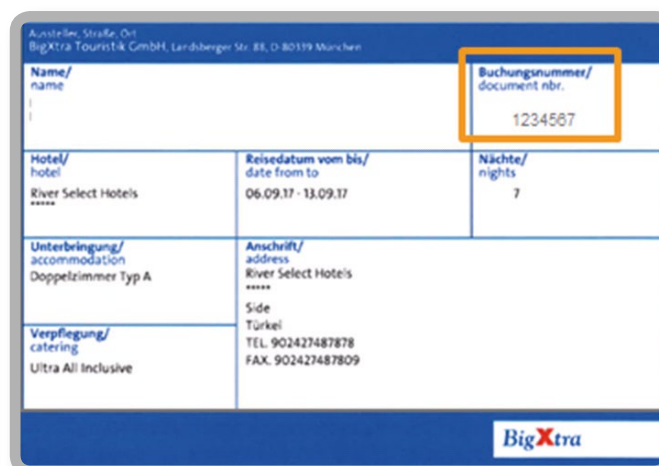 Aussteller, Straße, Ort
BigXtra Touristik GmbH, Landsberger Str. 88, D-80339 München
Name/
name
Buchungsnummer/
document nbr.
1234567
Hotel/
hotel
River Select Hotels
*****
Reisedatum vom bis/
date from to
06.09.17 - 13.09.17
Nächte/
nights
7
Unterbringung/
accommodation
Doppelzimmer Typ A
Anschrift/
address
River Select Hotels
*****
Side
Türkei
TEL. 902427487878
FAX. 902427487809
Verpflegung/
catering
Ultra All Inclusive
BigXtra